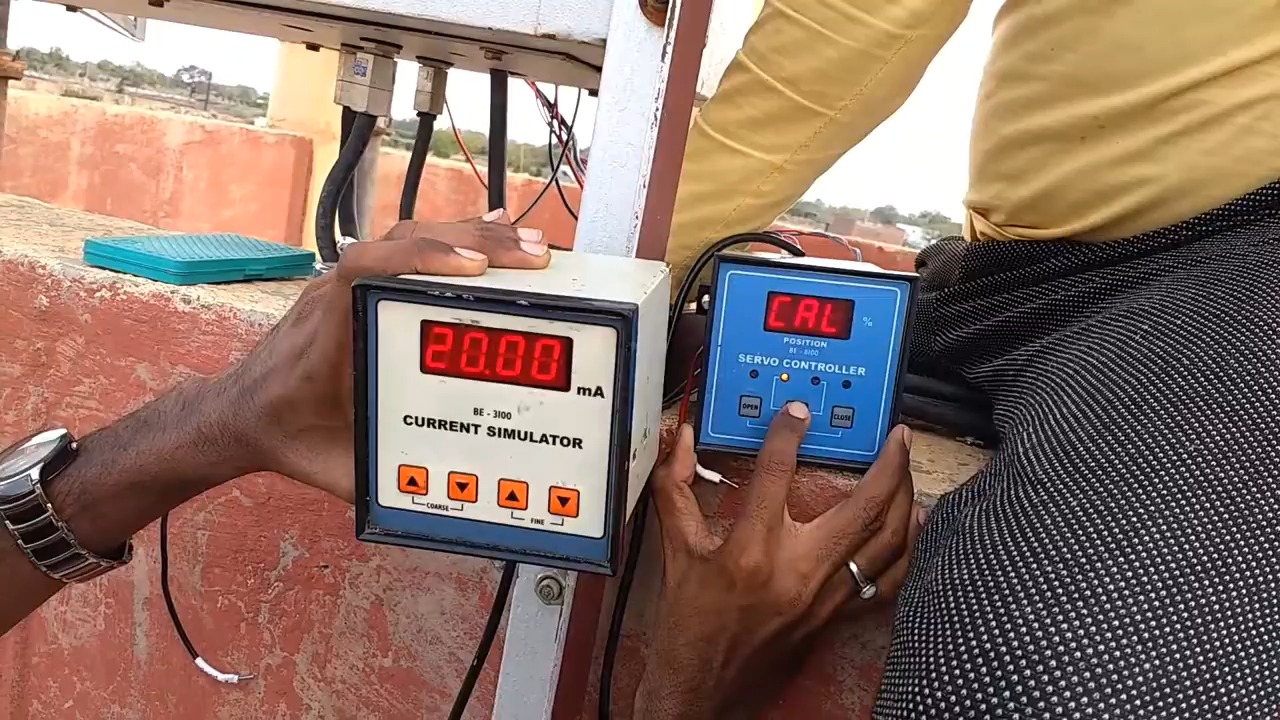 20.00
mA
BE - 3100
CURRENT SIMULATOR
COARSE
FINE
CAL
%
POSITION
BE - 3100
SERVO CONTROLLER
OPEN
CLOSE